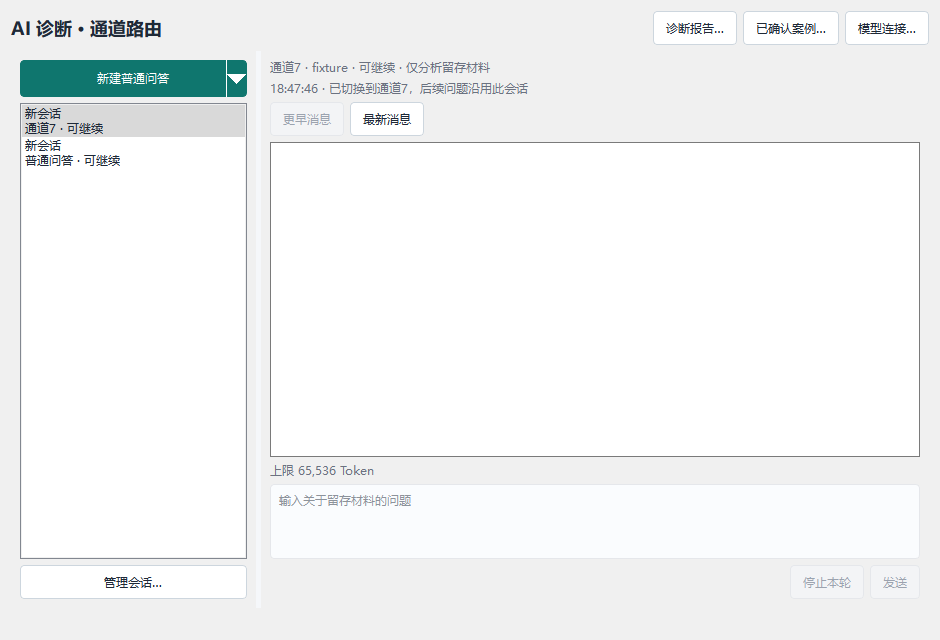 AI 诊断 • 通道路由
诊断报告...
已确认案例...
模型连接...
新建普通问答
新会话
通道7 · 可继续
新会话
普通问答 · 可继续
管理会话...
通道7 · fixture · 可继续 · 仅分析留存材料
18:47:46 · 已切换到通道7，后续问题沿用此会话
更早消息
最新消息
上限 65,536 Token
输入关于留存材料的问题
停止本轮
发送